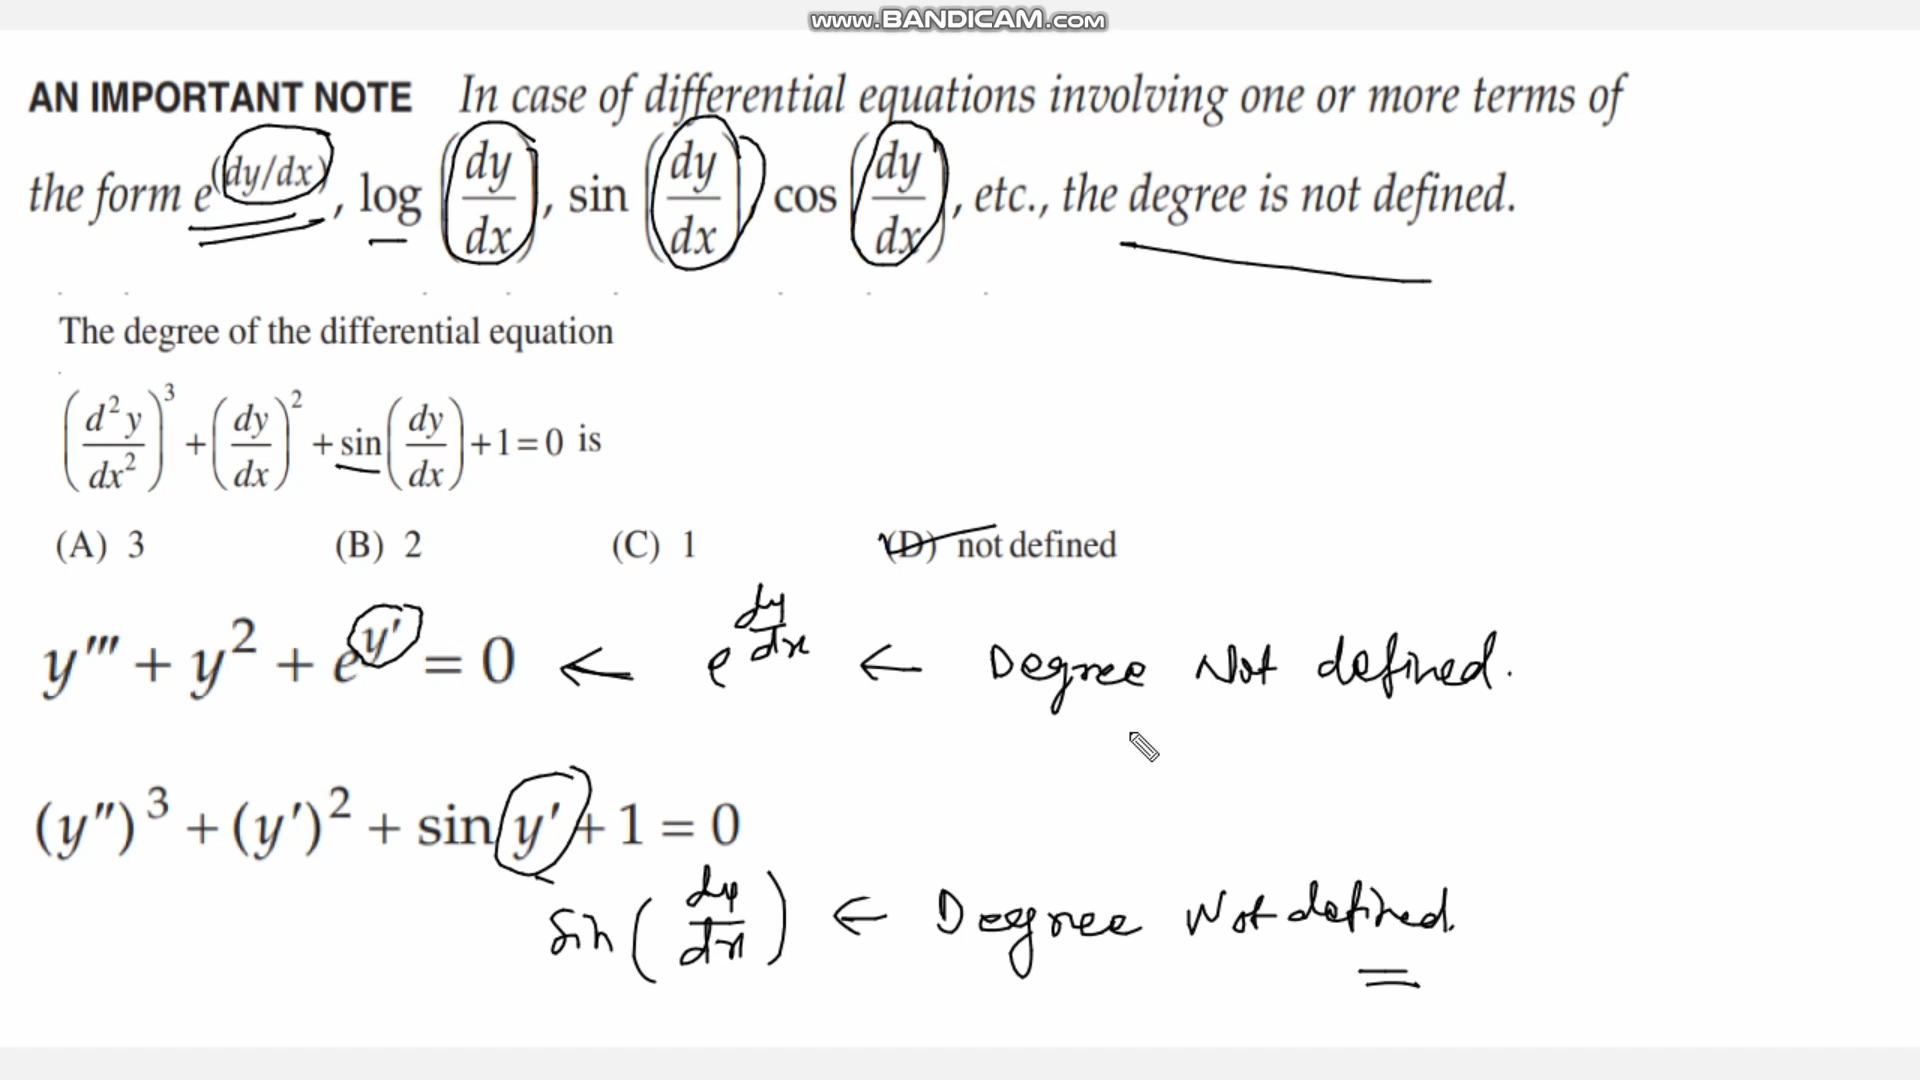 www.BANDICAM.com
AN IMPORTANT NOTE In case of differential equations involving one or more terms of
the form e^(dy/dx), log (dy/dx), sin (dy/dx) cos (dy/dx), etc., the degree is not defined.
The degree of the differential equation
(d²y/dx²)³ + (dy/dx)² + sin (dy/dx) + 1 = 0 is
(A) 3 (B) 2 (C) 1 (D) not defined
y''' + y² + e^y' = 0 ← e^(dy/dx) ← Degree Not defined.
(y'')³ + (y')² + sin y' + 1 = 0
sin (dy/dx) ← Degree Not defined.